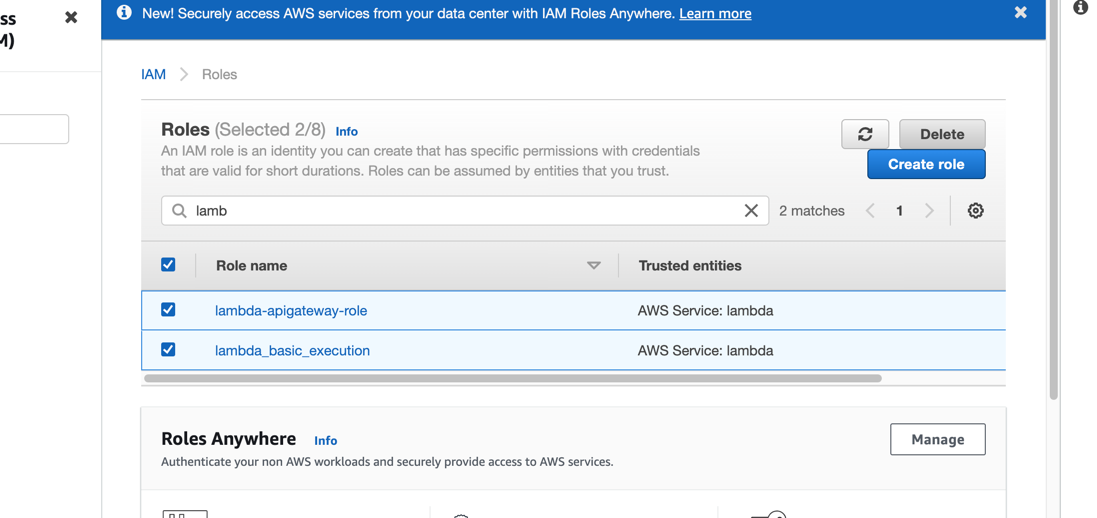 ss
M)
New! Securely access AWS services from your data center with IAM Roles Anywhere. Learn more
IAM Roles
Roles (Selected 2/8) Info
An IAM role is an identity you can create that has specific permissions with credentials
that are valid for short durations. Roles can be assumed by entities that you trust.
Delete
Create role
lamb
2 matches
1
Role name
Trusted entities
lambda-apigateway-role
AWS Service: lambda
lambda_basic_execution
AWS Service: lambda
Roles Anywhere Info
Authenticate your non AWS workloads and securely provide access to AWS services.
Manage